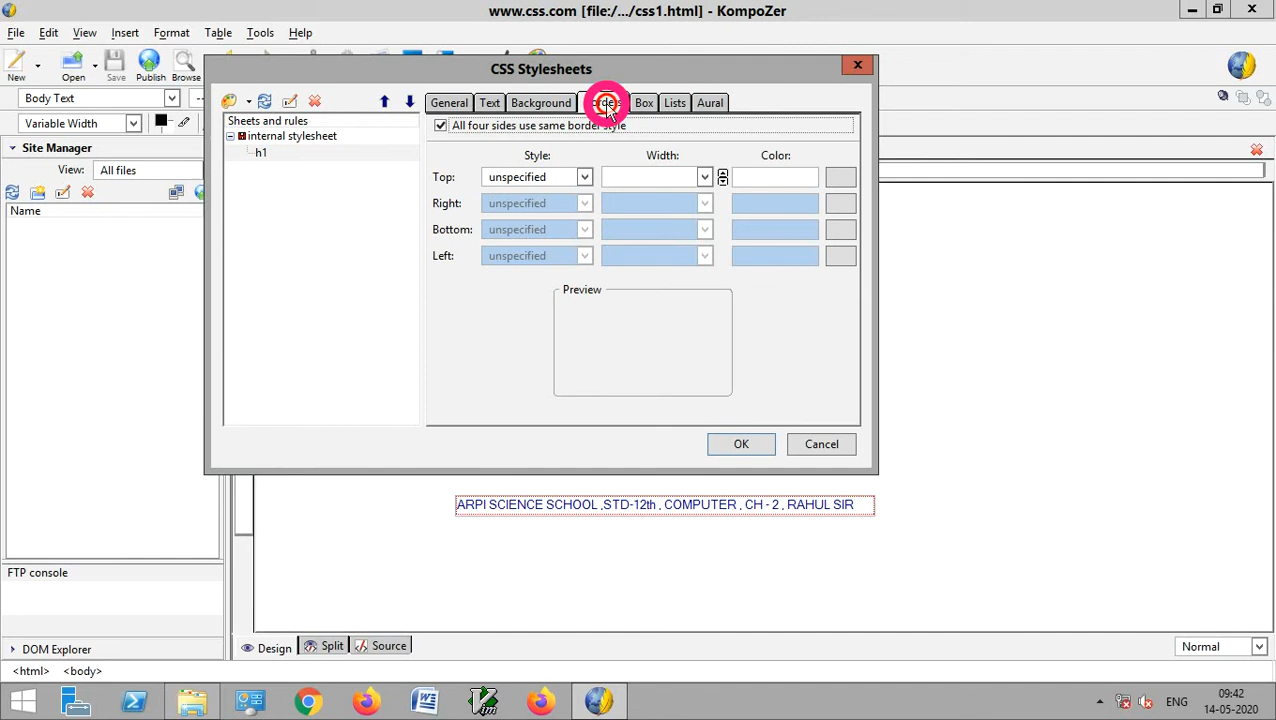 www.css.com [file:/.../css1.html] - KompoZer
File Edit View Insert Format Table Tools Help
New Open Save Publish Browse
CSS Stylesheets
Body Text
General Text Background Box Lists Aural
Variable Width
Sheets and rules
All four sides use same border style
internal stylesheet
h1
Site Manager
View: All files
Name
Style: Width: Color:
Top: unspecified
Right: unspecified
Bottom: unspecified
Left: unspecified
Preview
OK Cancel
ARPI SCIENCE SCHOOL ,STD-12th , COMPUTER , CH - 2 , RAHUL SIR
FTP console
DOM Explorer
Design Split Source
Normal
<html> <body>
ENG
09:42
14-05-2020